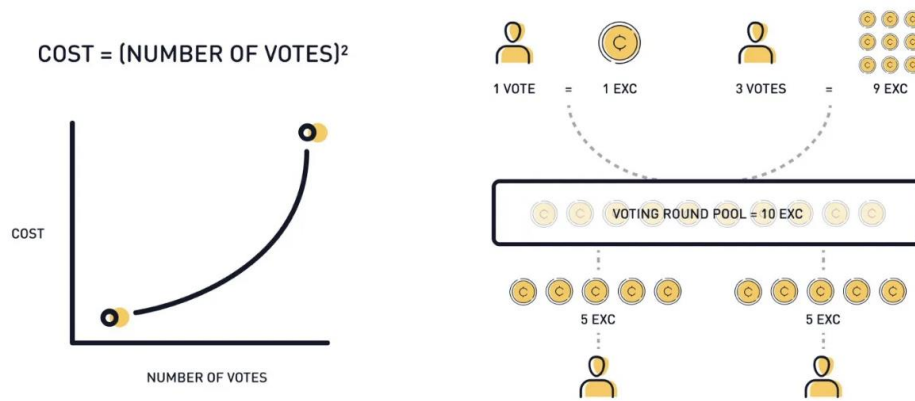 COST = (NUMBER OF VOTES)²
COST
NUMBER OF VOTES
1 VOTE = 1 EXC
3 VOTES = 9 EXC
VOTING ROUND POOL = 10 EXC
5 EXC
5 EXC